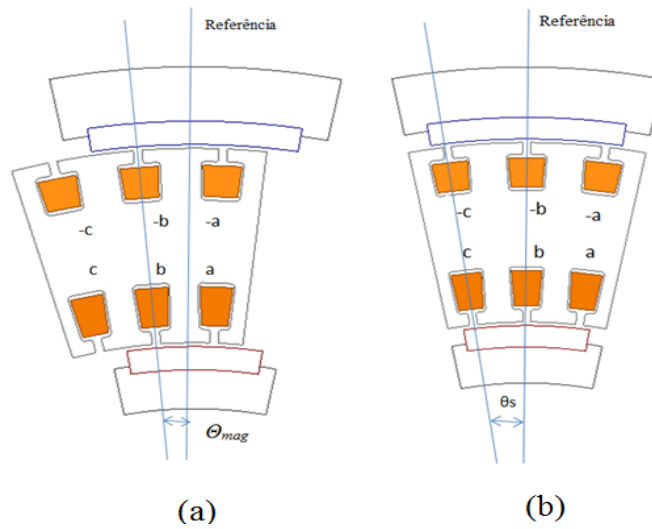 Referência
-c -b -a
c b a
Θmag
(a)
Referência
-c -b -a
c b a
θs
(b)